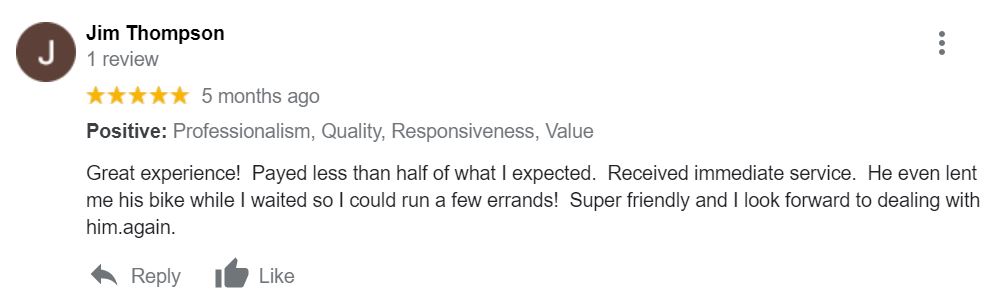 J
Jim Thompson
1 review
5 months ago
Positive: Professionalism, Quality, Responsiveness, Value
Great experience!  Payed less than half of what I expected.  Received immediate service.  He even lent
me his bike while I waited so I could run a few errands!  Super friendly and I look forward to dealing with
him.again.
Reply Like